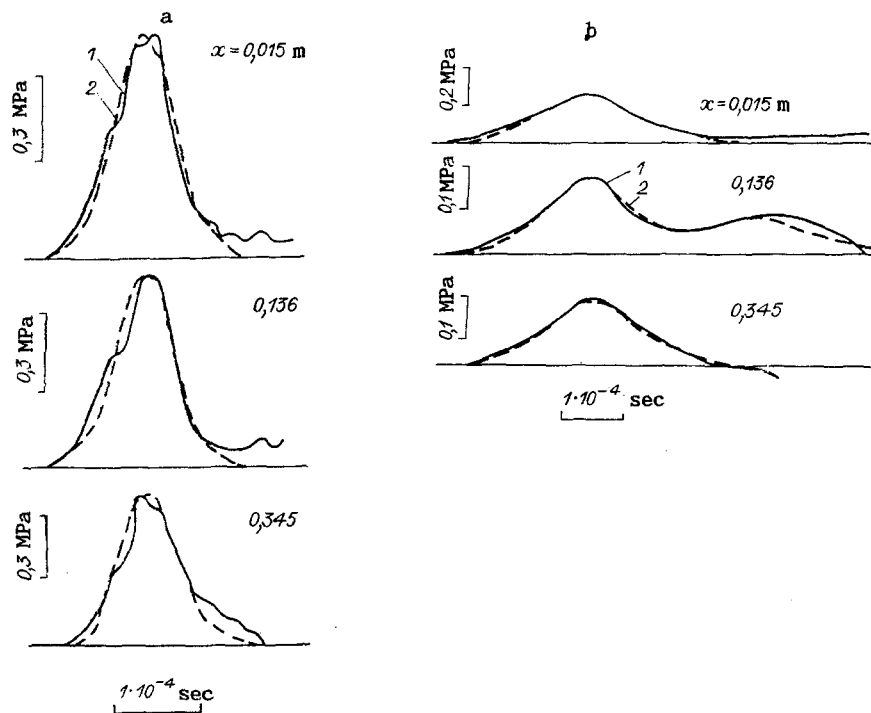 a
x = 0,015 m
1
2
0,3 MPa
0,136
0,3 MPa
0,345
0,3 MPa
1·10⁻⁴ sec
b
0,2 MPa
x = 0,015 m
1
2
0,1 MPa
0,136
0,1 MPa
0,345
1·10⁻⁴ sec